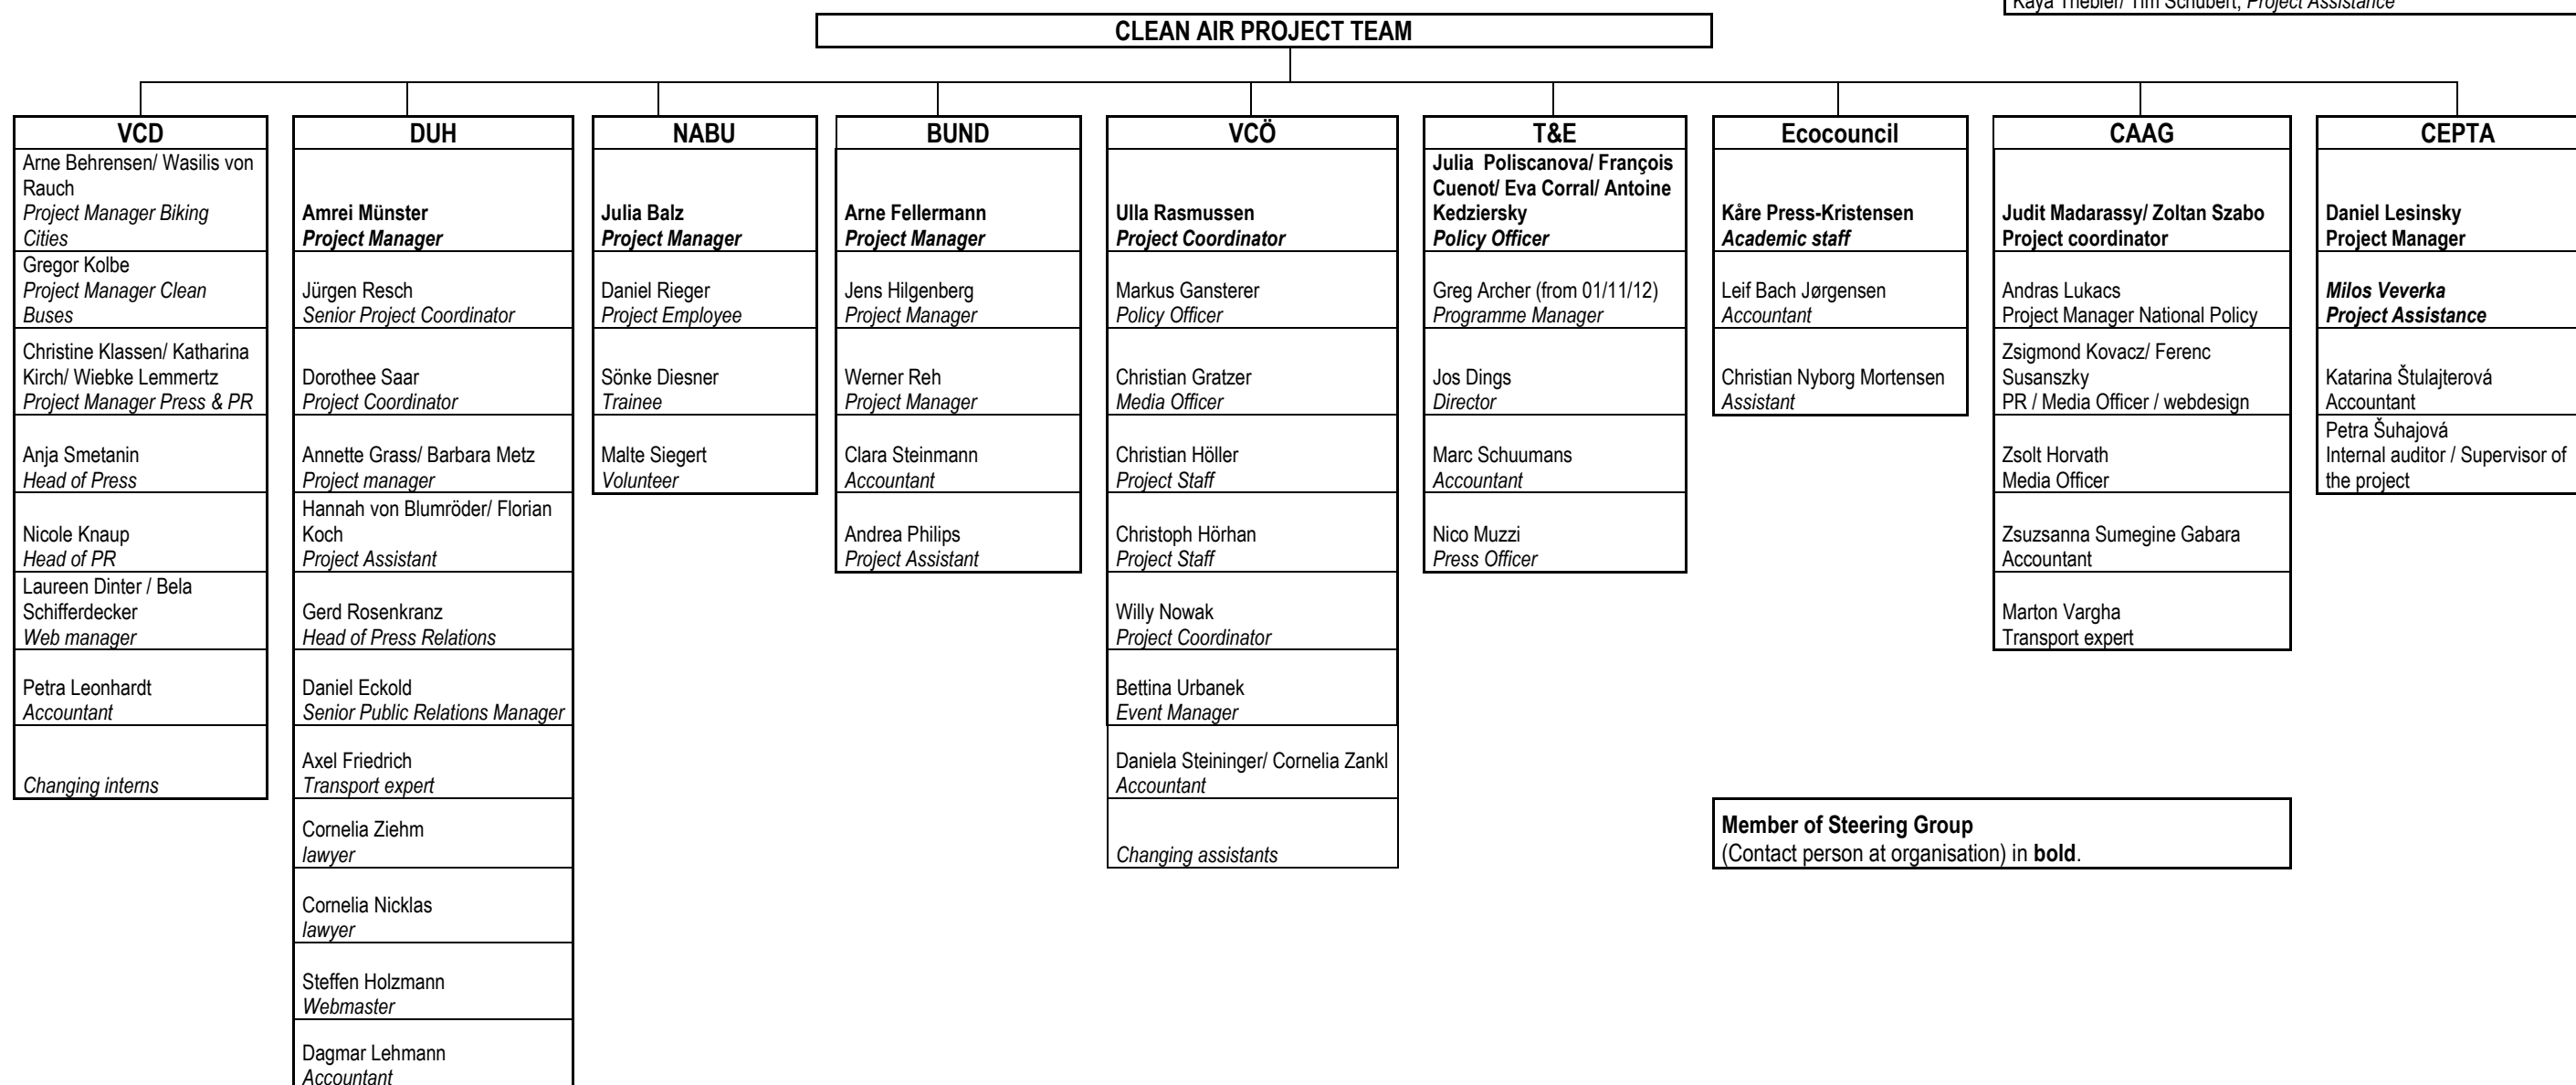 Kaya Thebler/ Tim Schubert, Project Assistance
CLEAN AIR PROJECT TEAM
VCD
Arne Behrensen/ Wasilis von
Rauch
Project Manager Biking
Cities
Gregor Kolbe
Project Manager Clean
Buses
Christine Klassen/ Katharina
Kirch/ Wiebke Lemmertz
Project Manager Press & PR
Anja Smetanin
Head of Press
Nicole Knaup
Head of PR
Laureen Dinter / Bela
Schifferdecker
Web manager
Petra Leonhardt
Accountant
Changing interns
DUH
Amrei Münster
Project Manager
Jürgen Resch
Senior Project Coordinator
Dorothee Saar
Project Coordinator
Annette Grass/ Barbara Metz
Project manager
Hannah von Blumröder/ Florian
Koch
Project Assistant
Gerd Rosenkranz
Head of Press Relations
Daniel Eckold
Senior Public Relations Manager
Axel Friedrich
Transport expert
Cornelia Ziehm
lawyer
Cornelia Nicklas
lawyer
Steffen Holzmann
Webmaster
Dagmar Lehmann
Accountant
NABU
Julia Balz
Project Manager
Daniel Rieger
Project Employee
Sönke Diesner
Trainee
Malte Siegert
Volunteer
BUND
Arne Fellermann
Project Manager
Jens Hilgenberg
Project Manager
Werner Reh
Project Manager
Clara Steinmann
Accountant
Andrea Philips
Project Assistant
VCÖ
Ulla Rasmussen
Project Coordinator
Markus Gansterer
Policy Officer
Christian Gratzer
Media Officer
Christian Höller
Project Staff
Christoph Hörhan
Project Staff
Willy Nowak
Project Coordinator
Bettina Urbanek
Event Manager
Daniela Steininger/ Cornelia Zankl
Accountant
Changing assistants
T&E
Julia Poliscanova/ François
Cuenot/ Eva Corral/ Antoine
Kedziersky
Policy Officer
Greg Archer (from 01/11/12)
Programme Manager
Jos Dings
Director
Marc Schuumans
Accountant
Nico Muzzi
Press Officer
Ecocouncil
Kåre Press-Kristensen
Academic staff
Leif Bach Jørgensen
Accountant
Christian Nyborg Mortensen
Assistant
CAAG
Judit Madarassy/ Zoltan Szabo
Project coordinator
Andras Lukacs
Project Manager National Policy
Zsigmond Kovacz/ Ferenc
Susanszky
PR / Media Officer / webdesign
Zsolt Horvath
Media Officer
Zsuzsanna Sumegine Gabara
Accountant
Marton Vargha
Transport expert
CEPTA
Daniel Lesinsky
Project Manager
Milos Veverka
Project Assistance
Katarina Štulajterová
Accountant
Petra Šuhajová
Internal auditor / Supervisor of
the project
Member of Steering Group
(Contact person at organisation) in bold.